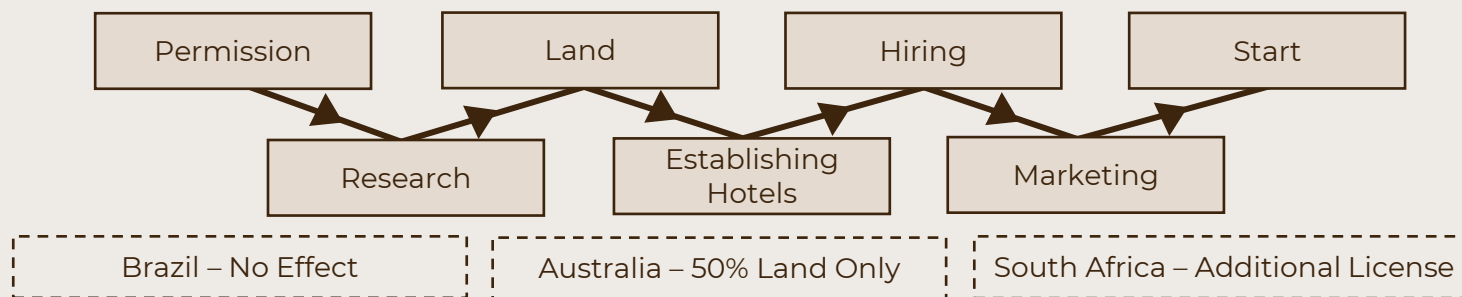 Permission
Land
Hiring
Start
Research
Establishing
Hotels
Marketing
Brazil – No Effect
Australia – 50% Land Only
South Africa – Additional License